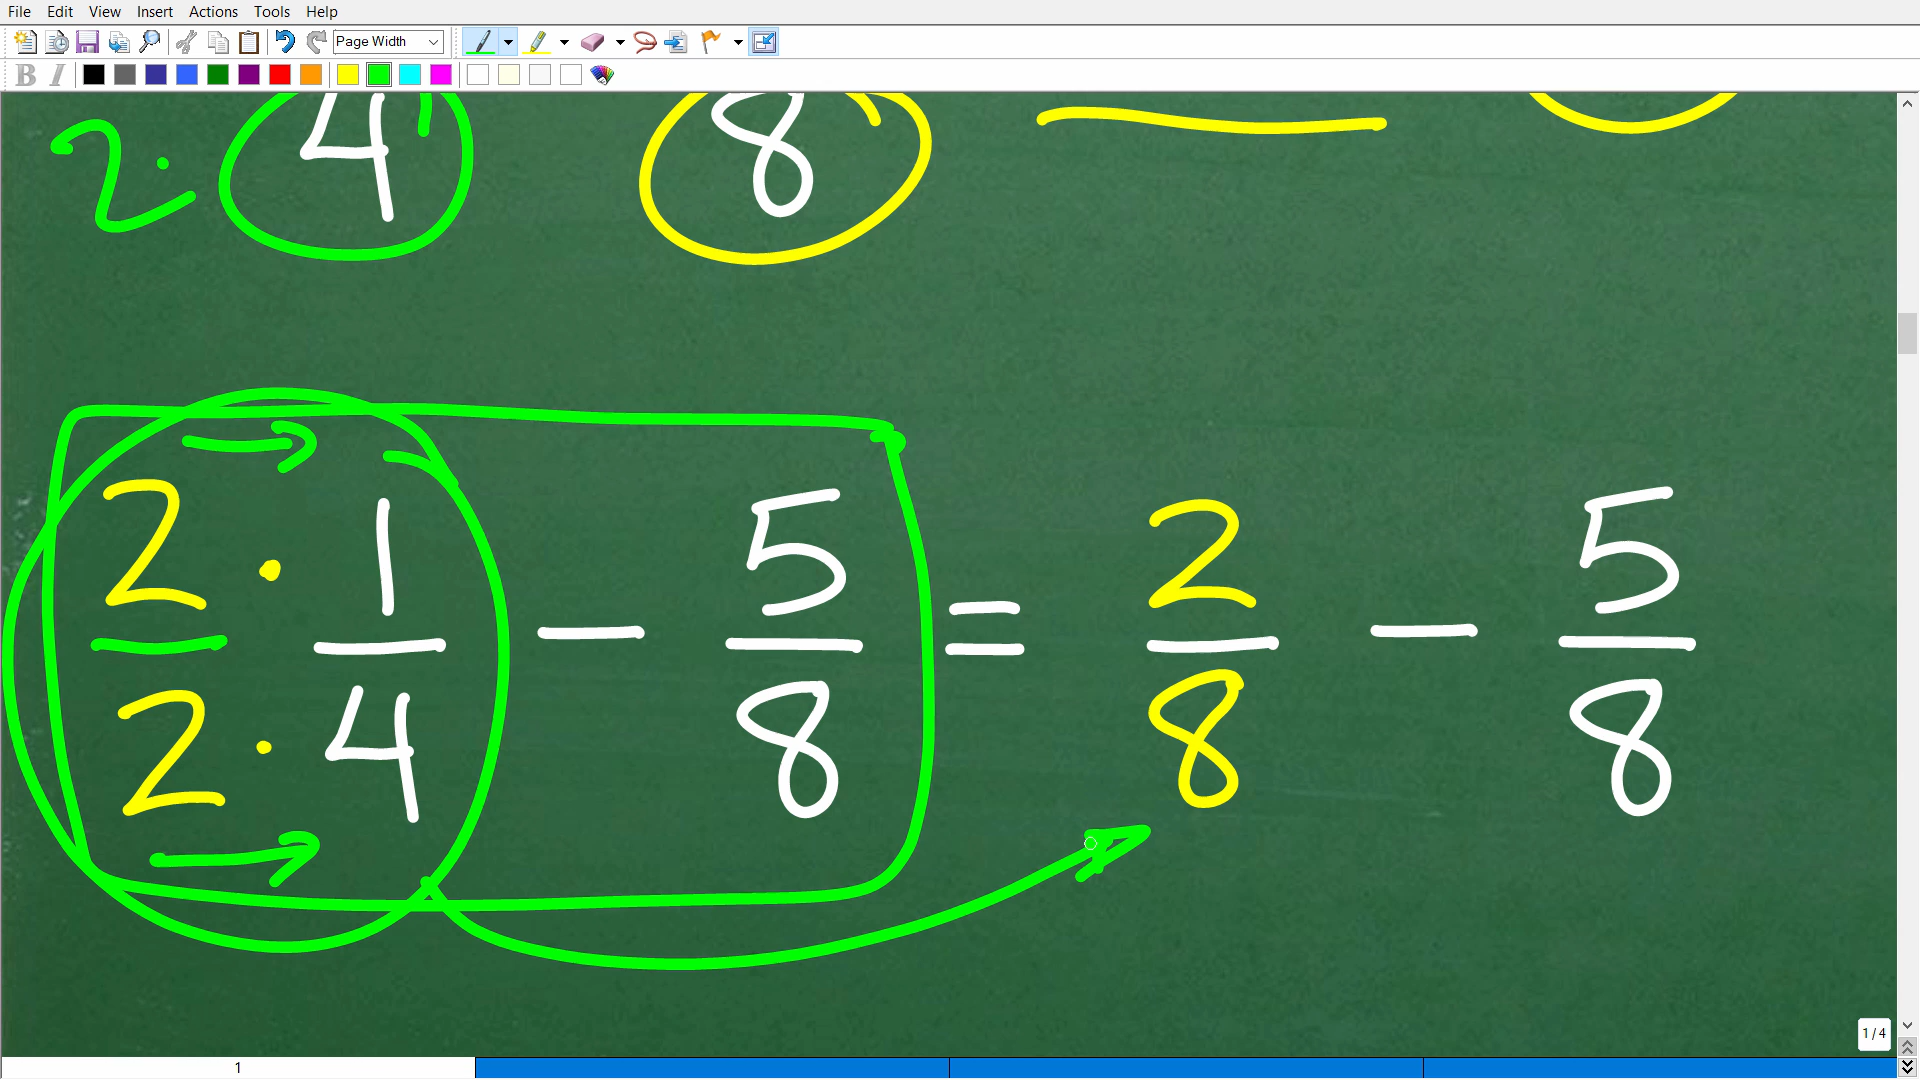 File Edit View Insert Actions Tools Help
Page Width
B I
2 · 4 8
2 · 1 5 2 5
— — — = — — —
2 · 4 8 8 8
1 / 4
1